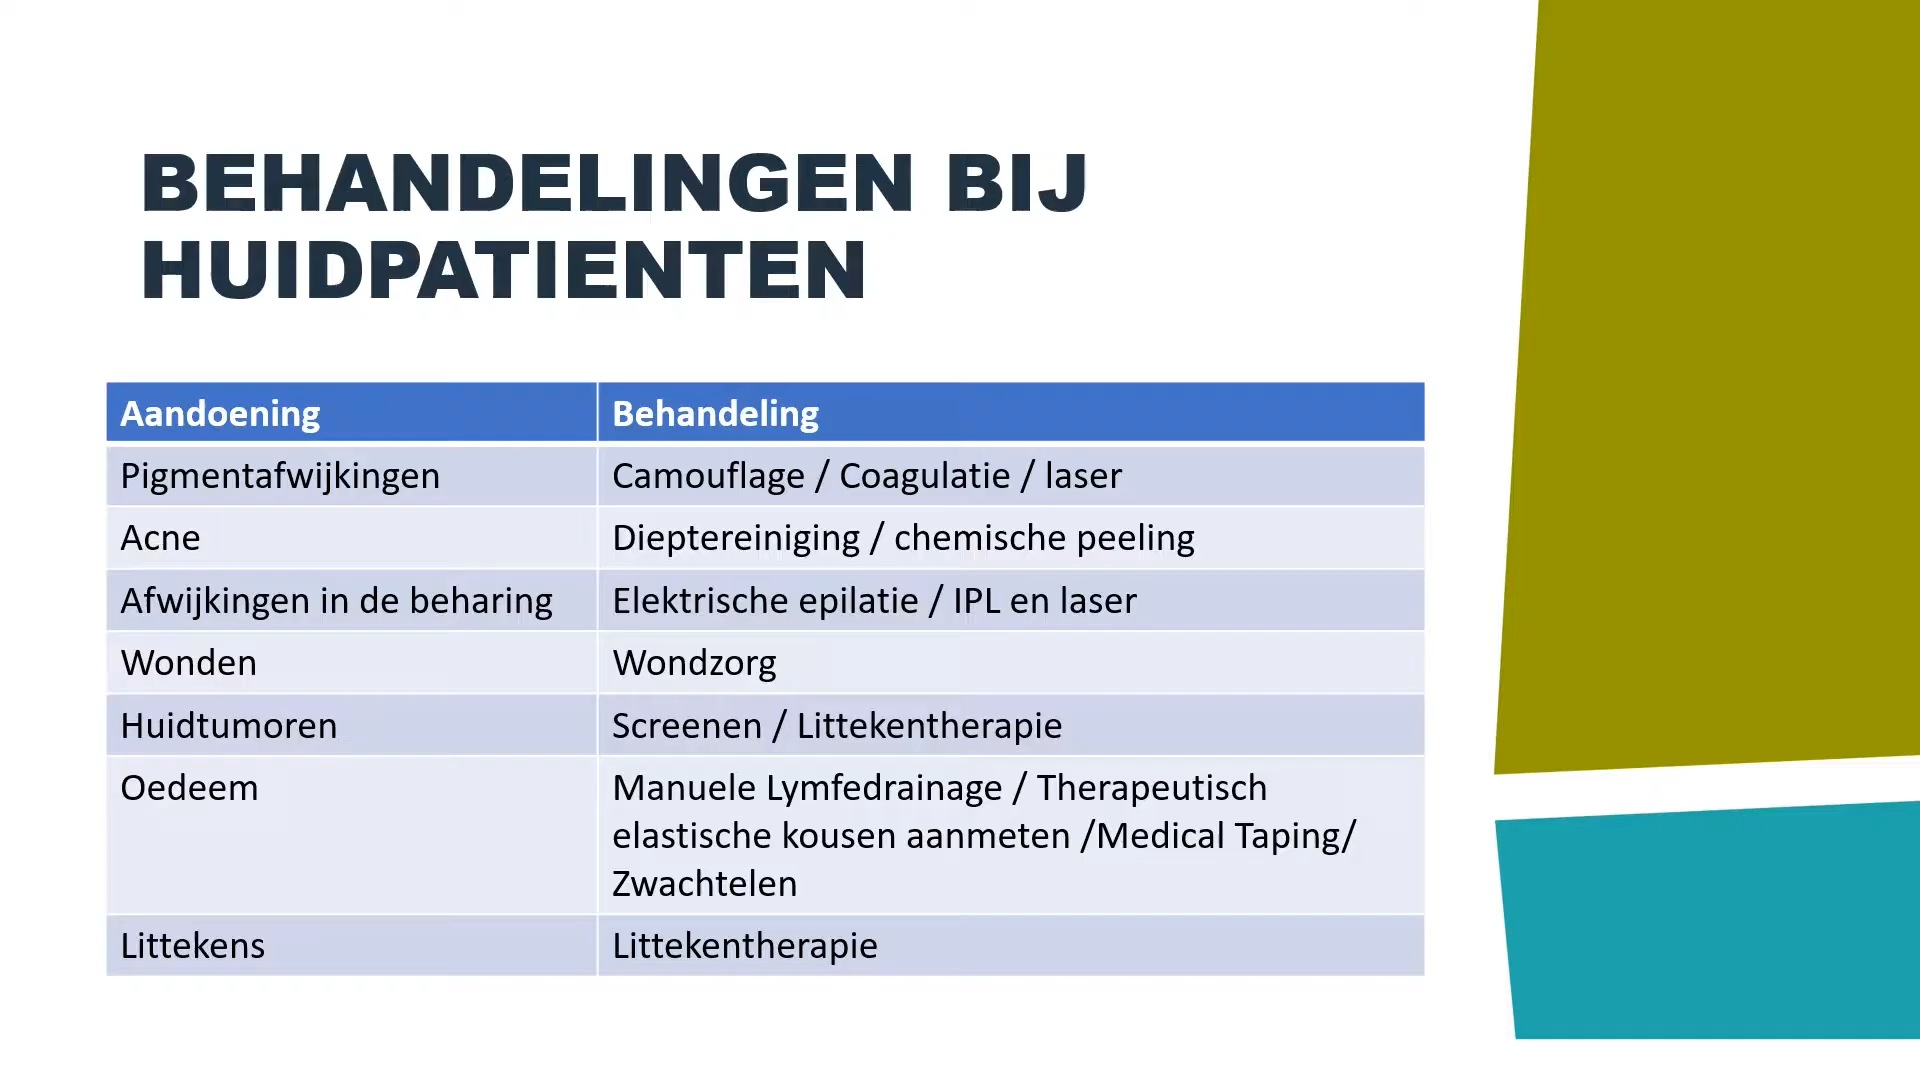 BEHANDELINGEN BIJ
HUIDPATIENTEN
Aandoening Behandeling
Pigmentafwijkingen Camouflage / Coagulatie / laser
Acne Dieptereiniging / chemische peeling
Afwijkingen in de beharing Elektrische epilatie / IPL en laser
Wonden Wondzorg
Huidtumoren Screenen / Littekentherapie
Oedeem Manuele Lymfedrainage / Therapeutisch
elastische kousen aanmeten /Medical Taping/
Zwachtelen
Littekens Littekentherapie